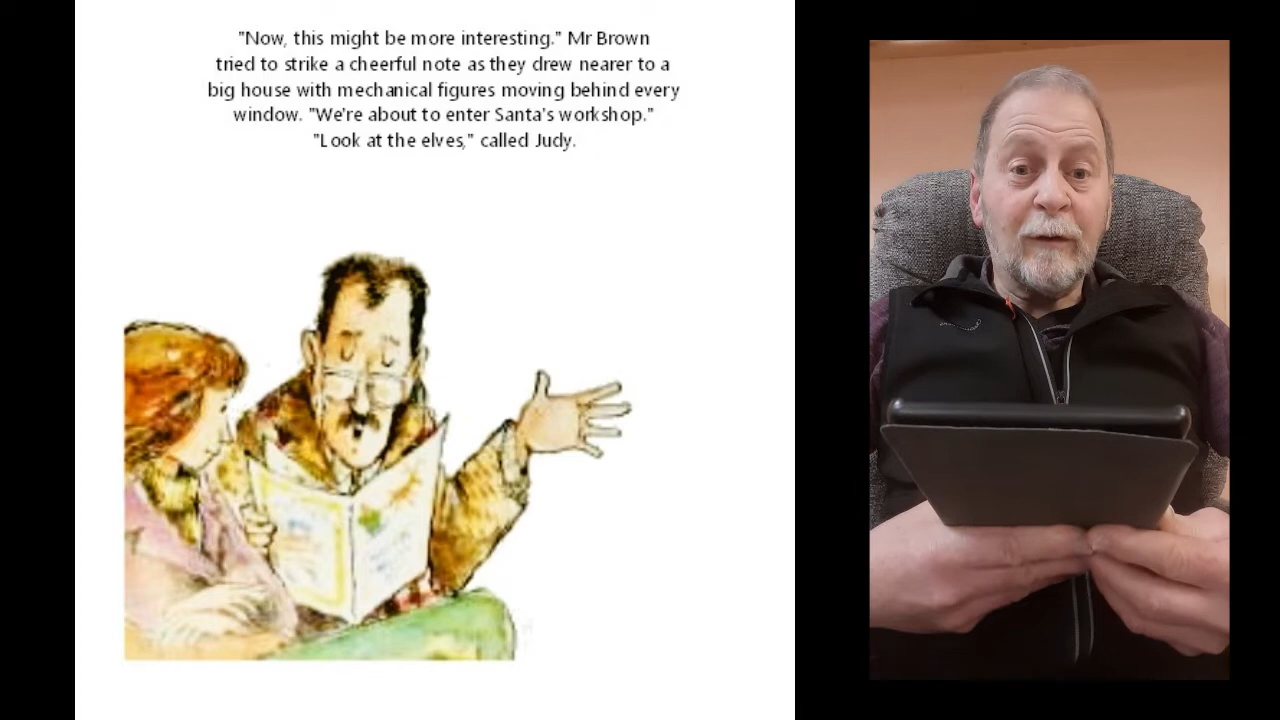 "Now, this might be more interesting." Mr Brown
tried to strike a cheerful note as they drew nearer to a
big house with mechanical figures moving behind every
window. "We're about to enter Santa's workshop."
"Look at the elves," called Judy.